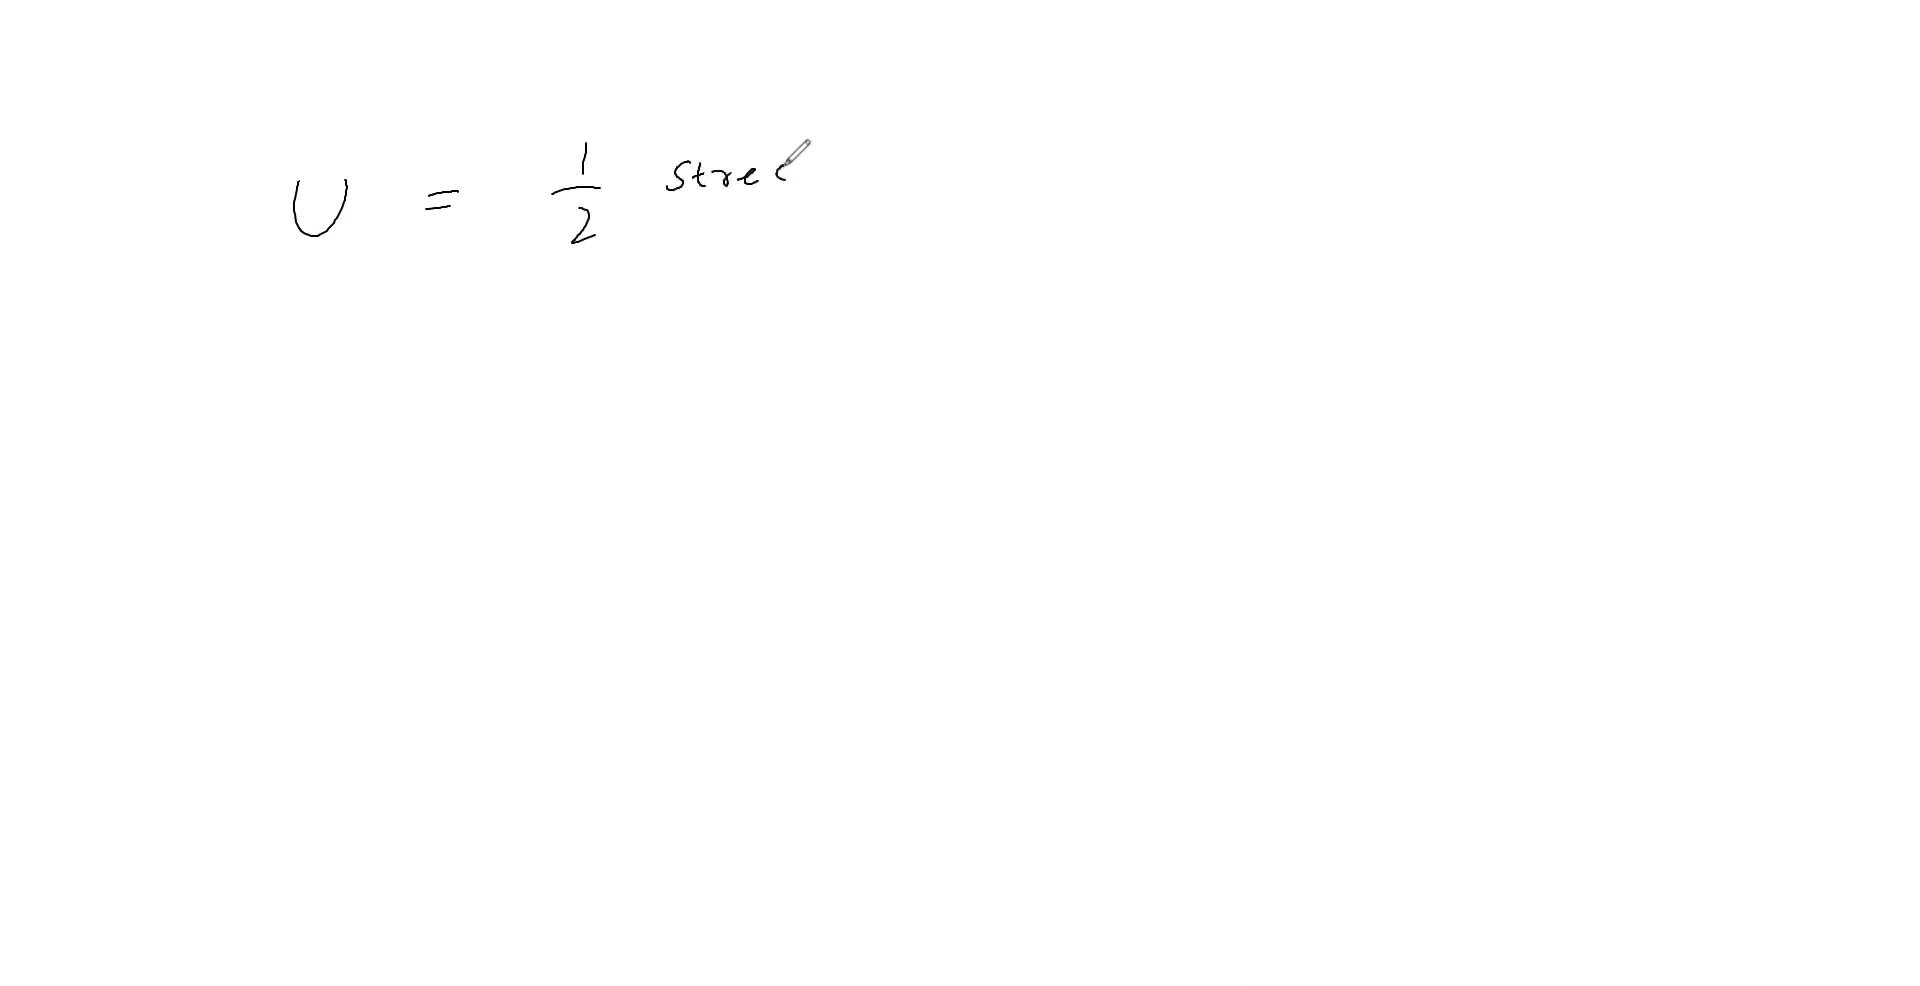 U = 1/2 stre